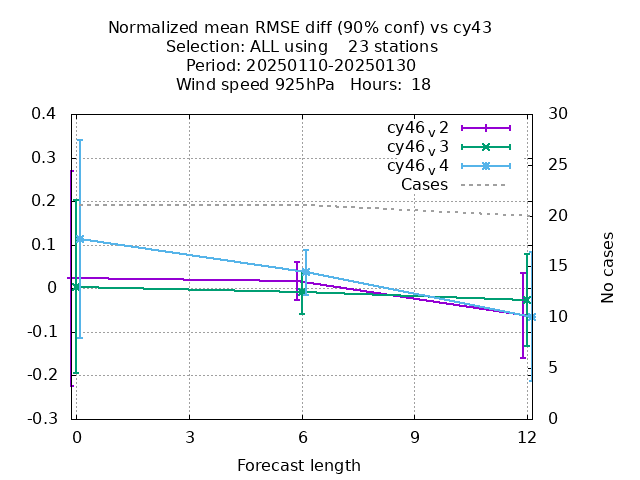 Normalized mean RMSE diff (90% conf) vs cy43
Selection: ALL using    23 stations
Period: 20250110-20250130
Wind speed 925hPa   Hours:  18
0.4
0.3
0.2
0.1
0
-0.1
-0.2
-0.3
30
25
20
15
10
5
0
cy46_v2
cy46_v3
cy46_v4
Cases
No cases
0 3 6 9 12
Forecast length